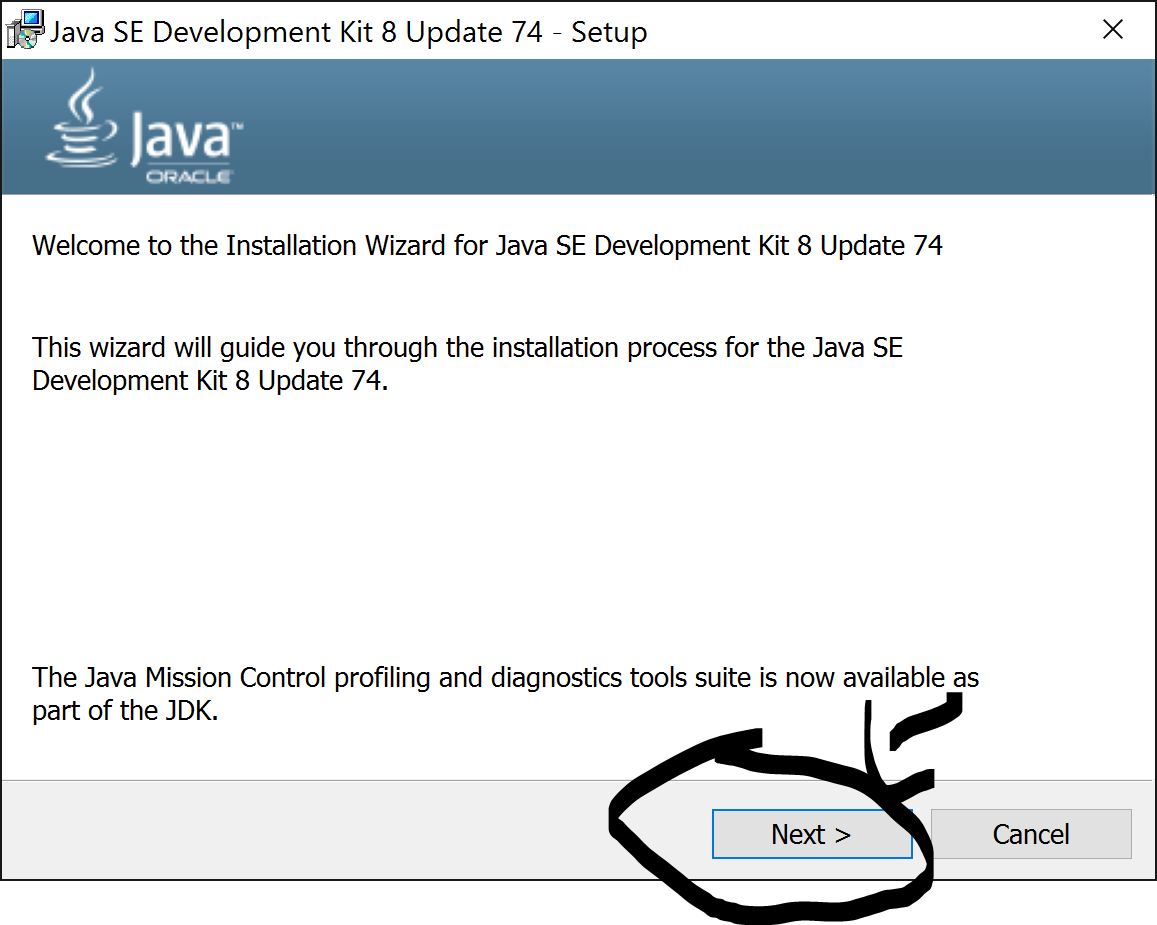 Java SE Development Kit 8 Update 74 - Setup
Java™
ORACLE
Welcome to the Installation Wizard for Java SE Development Kit 8 Update 74
This wizard will guide you through the installation process for the Java SE
Development Kit 8 Update 74.
The Java Mission Control profiling and diagnostics tools suite is now available as
part of the JDK.
Next > Cancel